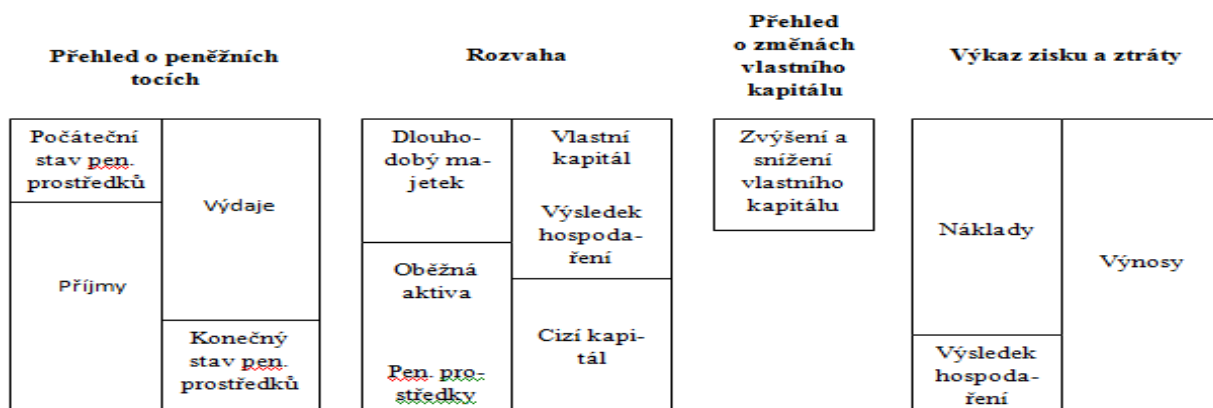 Přehled o peněžních
tocích
Počáteční
stav pen.
prostředků
Příjmy
Výdaje
Konečný
stav pen.
prostředků
Rozvaha
Dlouho-
dobý ma-
jetek
Oběžná
aktiva
Pen. pro-
středky
Vlastní
kapitál
Výsledek
hospoda-
ření
Cizí kapi-
tál
Přehled
o změnách
vlastního
kapitálu
Zvýšení a
snížení
vlastního
kapitálu
Výkaz zisku a ztráty
Náklady
Výsledek
hospoda-
ření
Výnosy